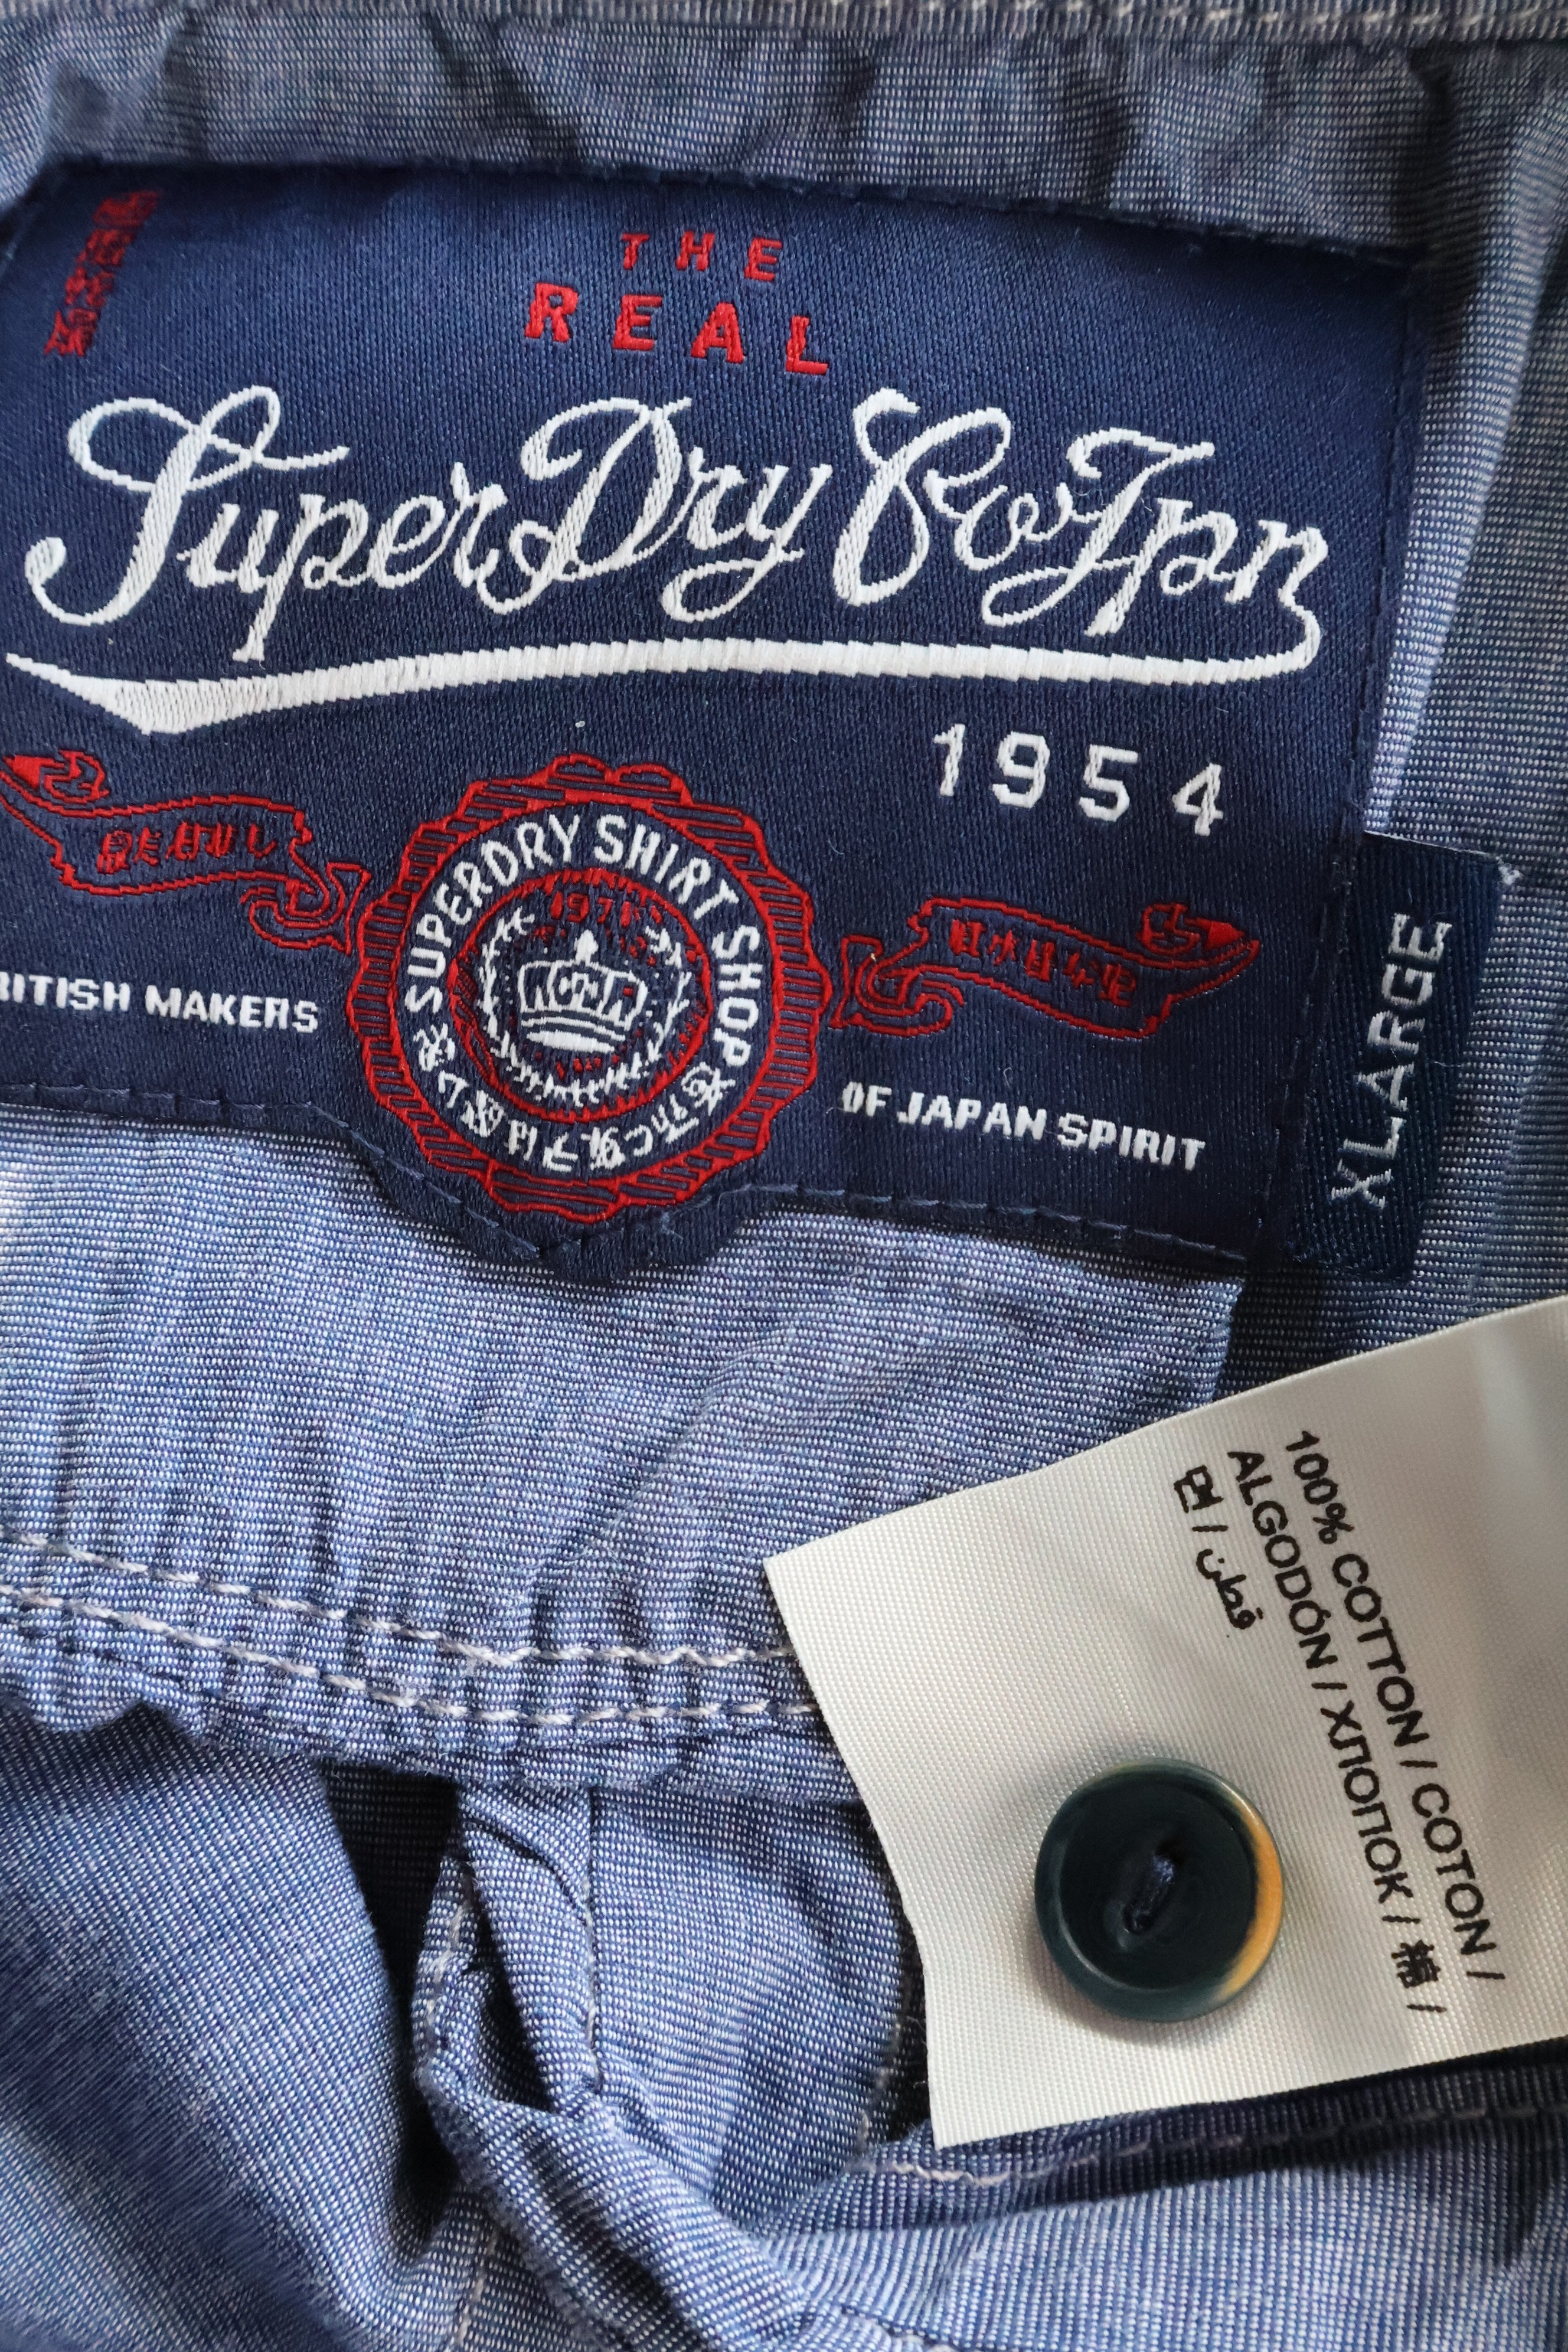 THE
REAL
SuperDry Co Jpn
1954
SUPERDRY SHIRT SHOP
RITISH MAKERS
OF JAPAN SPIRIT
XLARGE
100% COTTON / COTON /
ALGODÓN / ХЛОПОК / 棉 /
면 / قطن